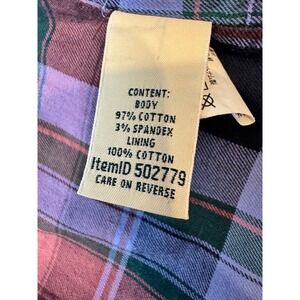 CONTENT:
BODY
97% COTTON
3% SPANDEX
LINING
100% COTTON
ItemID 502779
CARE ON REVERSE